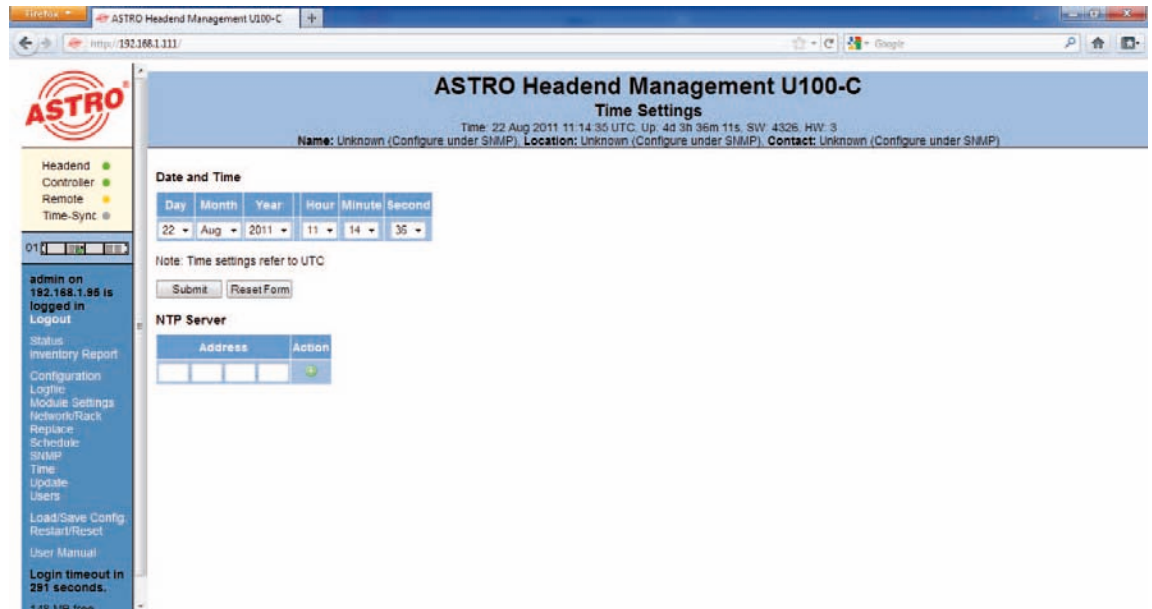 Firefox
ASTRO Headend Management U100-C
http://192.168.1.111/
Google
ASTRO
ASTRO Headend Management U100-C
Time Settings
Time: 22 Aug 2011 11:14:35 UTC, Up: 4d 3h 36m 11s, SW: 4326, HW: 3
Name: Unknown (Configure under SNMP), Location: Unknown (Configure under SNMP), Contact: Unknown (Configure under SNMP)
Headend
Controller
Remote
Time-Sync
01
admin on
192.168.1.95 is
logged in
Logout
Status
Inventory Report
Configuration
Logfile
Module Settings
Network/Rack
Replace
Schedule
SNMP
Time
Update
Users
Load/Save Config.
Restart/Reset
User Manual
Login timeout in
291 seconds.
148 MB free
Date and Time
Day Month Year Hour Minute Second
22 Aug 2011 11 14 35
Note: Time settings refer to UTC
Submit Reset Form
NTP Server
Address Action